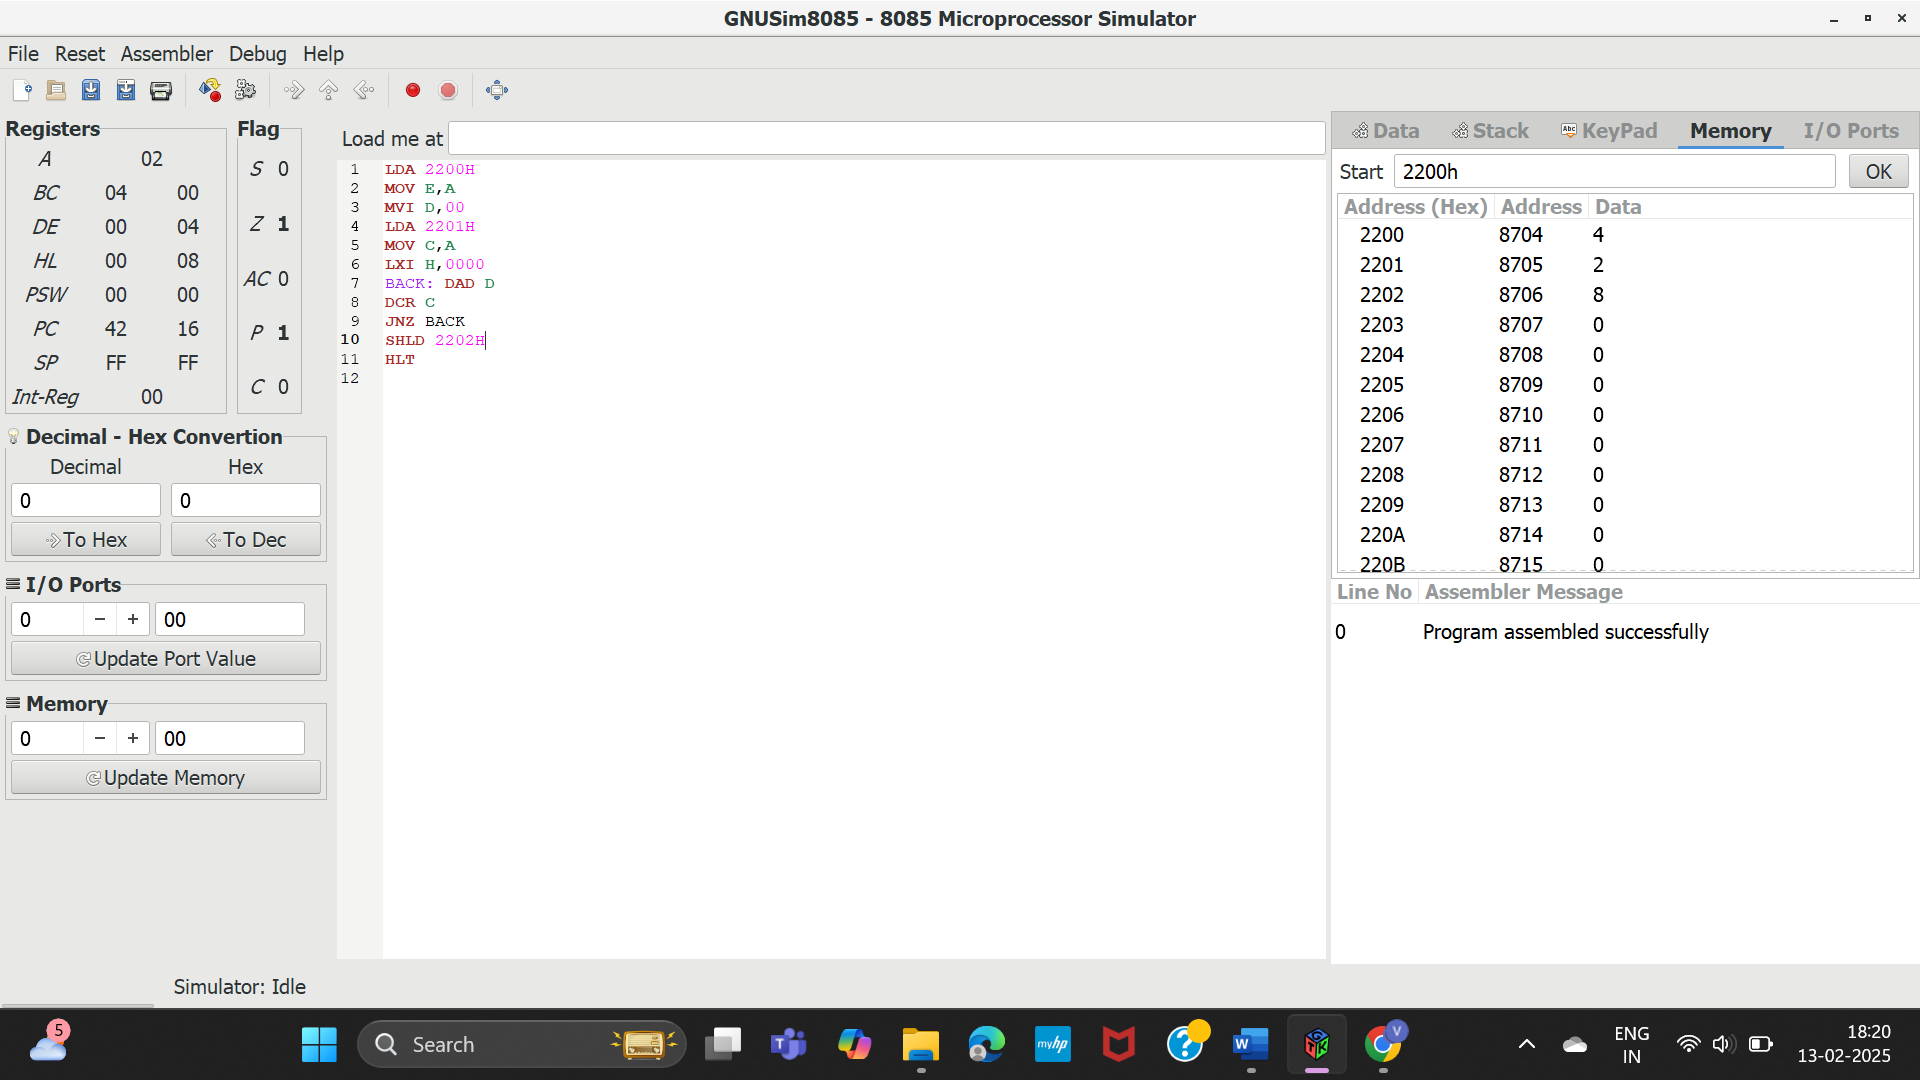 GNUSim8085 - 8085 Microprocessor Simulator
File Reset Assembler Debug Help
Registers
A 02
BC 04 00
DE 00 04
HL 00 08
PSW 00 00
PC 42 16
SP FF FF
Int-Reg 00
Flag
S 0
Z 1
AC 0
P 1
C 0
Decimal - Hex Convertion
Decimal Hex
0 0
To Hex To Dec
I/O Ports
0 − + 00
Update Port Value
Memory
0 − + 00
Update Memory
Load me at
1 LDA 2200H
2 MOV E,A
3 MVI D,00
4 LDA 2201H
5 MOV C,A
6 LXI H,0000
7 BACK: DAD D
8 DCR C
9 JNZ BACK
10 SHLD 2202H
11 HLT
12
Data Stack Abc KeyPad Memory I/O Ports
Start 2200h OK
Address (Hex) Address Data
2200 8704 4
2201 8705 2
2202 8706 8
2203 8707 0
2204 8708 0
2205 8709 0
2206 8710 0
2207 8711 0
2208 8712 0
2209 8713 0
220A 8714 0
220B 8715 0
Line No Assembler Message
0 Program assembled successfully
Simulator: Idle
5
Search
T
myhp
?
W
V
ENG
IN
18:20
13-02-2025